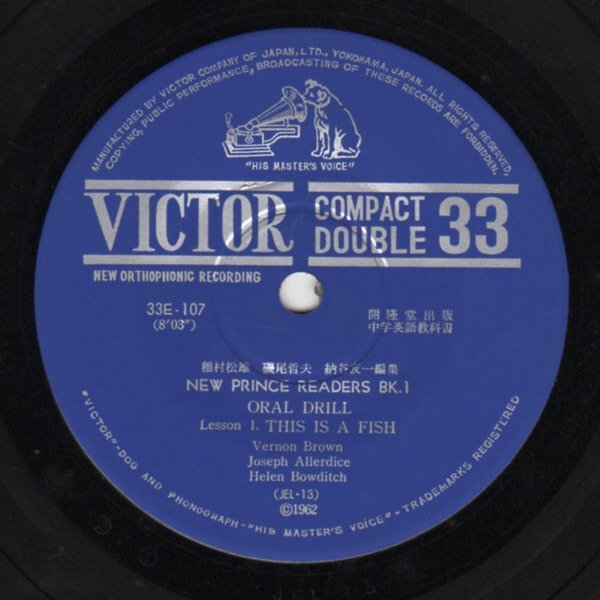 MANUFACTURED BY VICTOR COMPANY OF JAPAN, LTD., YOKOHAMA, JAPAN. ALL RIGHTS RESERVED.
COPYING, PUBLIC PERFORMANCE, BROADCASTING OF THESE RECORDS ARE FORBIDDEN.
"HIS MASTER'S VOICE"
VICTOR
COMPACT
DOUBLE 33
NEW ORTHOPHONIC RECORDING
33E-107
(8'03")
開隆堂出版
中学英語教科書
稲村松雄 磯尾哲夫 納谷友一編集
NEW PRINCE READERS BK.1
ORAL DRILL
Lesson 1. THIS IS A FISH
Vernon Brown
Joseph Allerdice
Helen Bowditch
(JEL-13)
©1962
"VICTOR"-DOG AND PHONOGRAPH-"HIS MASTER'S VOICE"-TRADEMARKS REGISTERED